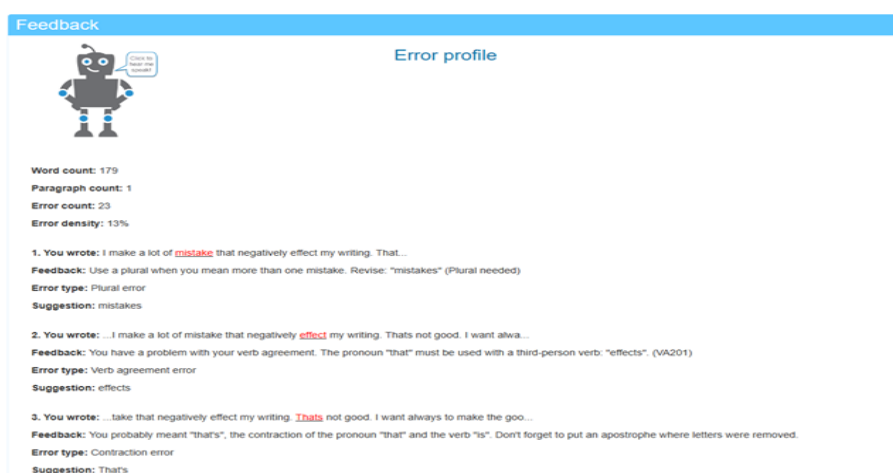 Feedback
Click to
hear me
speak!
Error profile
Word count: 179
Paragraph count: 1
Error count: 23
Error density: 13%
1. You wrote: I make a lot of mistake that negatively effect my writing. That...
Feedback: Use a plural when you mean more than one mistake. Revise: "mistakes" (Plural needed)
Error type: Plural error
Suggestion: mistakes
2. You wrote: ...I make a lot of mistake that negatively effect my writing. Thats not good. I want alwa...
Feedback: You have a problem with your verb agreement. The pronoun "that" must be used with a third-person verb: "effects". (VA201)
Error type: Verb agreement error
Suggestion: effects
3. You wrote: ...take that negatively effect my writing. Thats not good. I want always to make the goo...
Feedback: You probably meant "that's", the contraction of the pronoun "that" and the verb "is". Don't forget to put an apostrophe where letters were removed.
Error type: Contraction error
Suggestion: That's